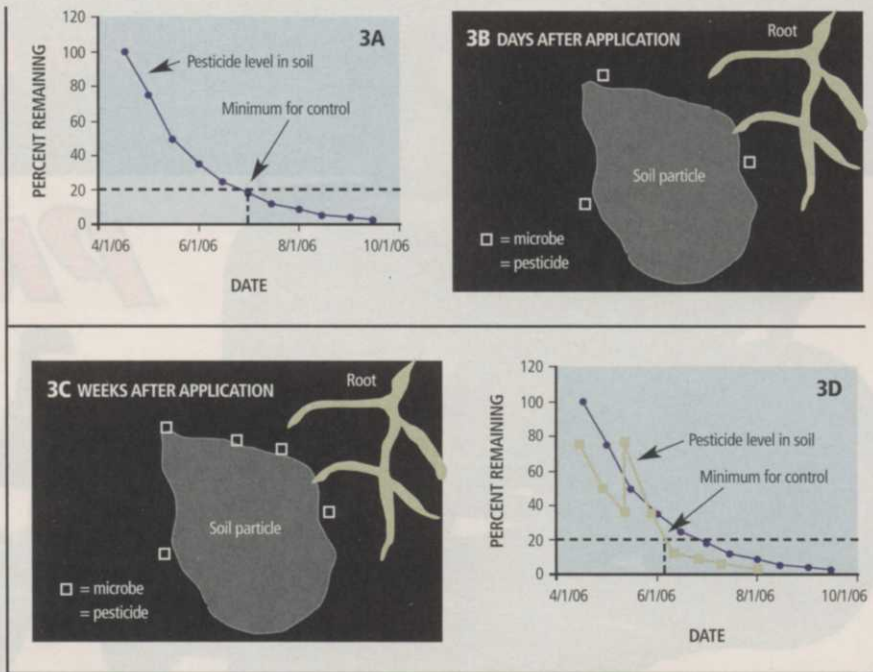 3A
120
100
80
60
40
20
0
PERCENT REMAINING
Pesticide level in soil
Minimum for control
4/1/06 6/1/06 8/1/06 10/1/06
DATE
3B DAYS AFTER APPLICATION
Root
Soil particle
= microbe
= pesticide
3C WEEKS AFTER APPLICATION
Root
Soil particle
= microbe
= pesticide
3D
120
100
80
60
40
20
0
PERCENT REMAINING
Pesticide level in soil
Minimum for control
4/1/06 6/1/06 8/1/06 10/1/06
DATE